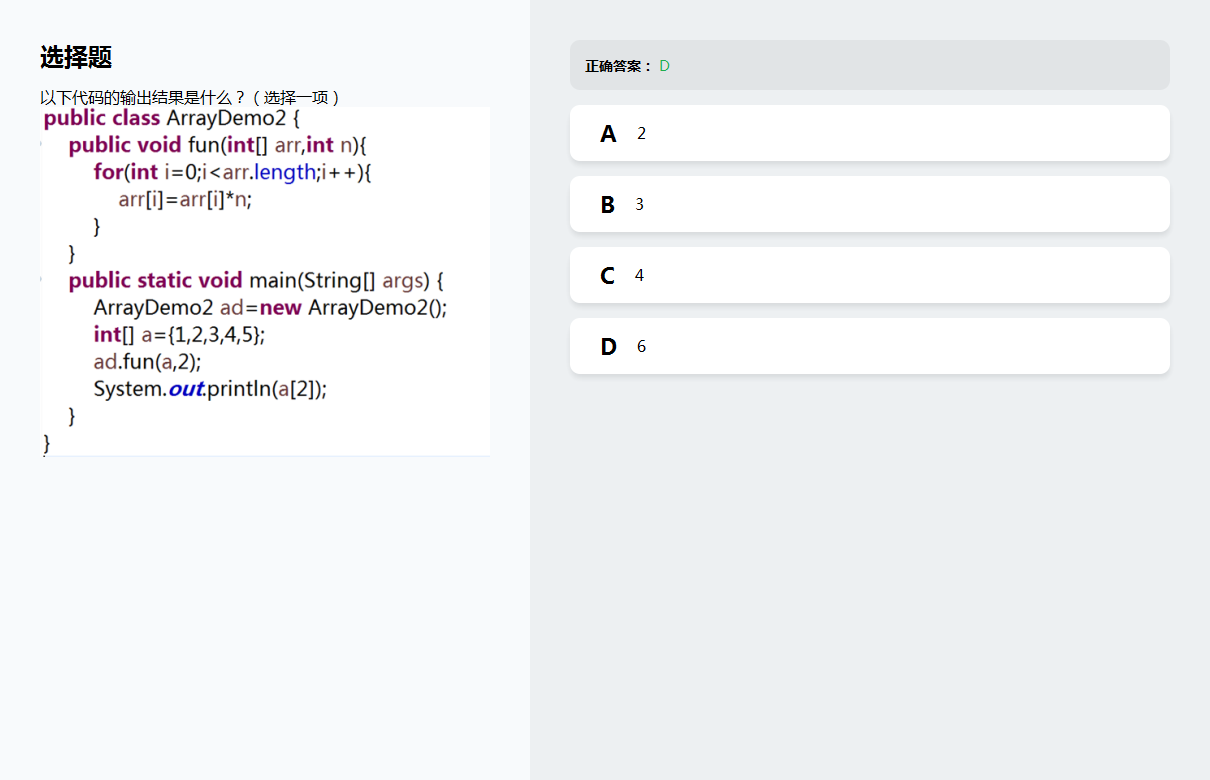 选择题
以下代码的输出结果是什么？（选择一项）
public class ArrayDemo2 {
public void fun(int[] arr,int n){
for(int i=0;i<arr.length;i++){
arr[i]=arr[i]*n;
}
}
public static void main(String[] args) {
ArrayDemo2 ad=new ArrayDemo2();
int[] a={1,2,3,4,5};
ad.fun(a,2);
System.out.println(a[2]);
}
}
正确答案： D
A 2
B 3
C 4
D 6